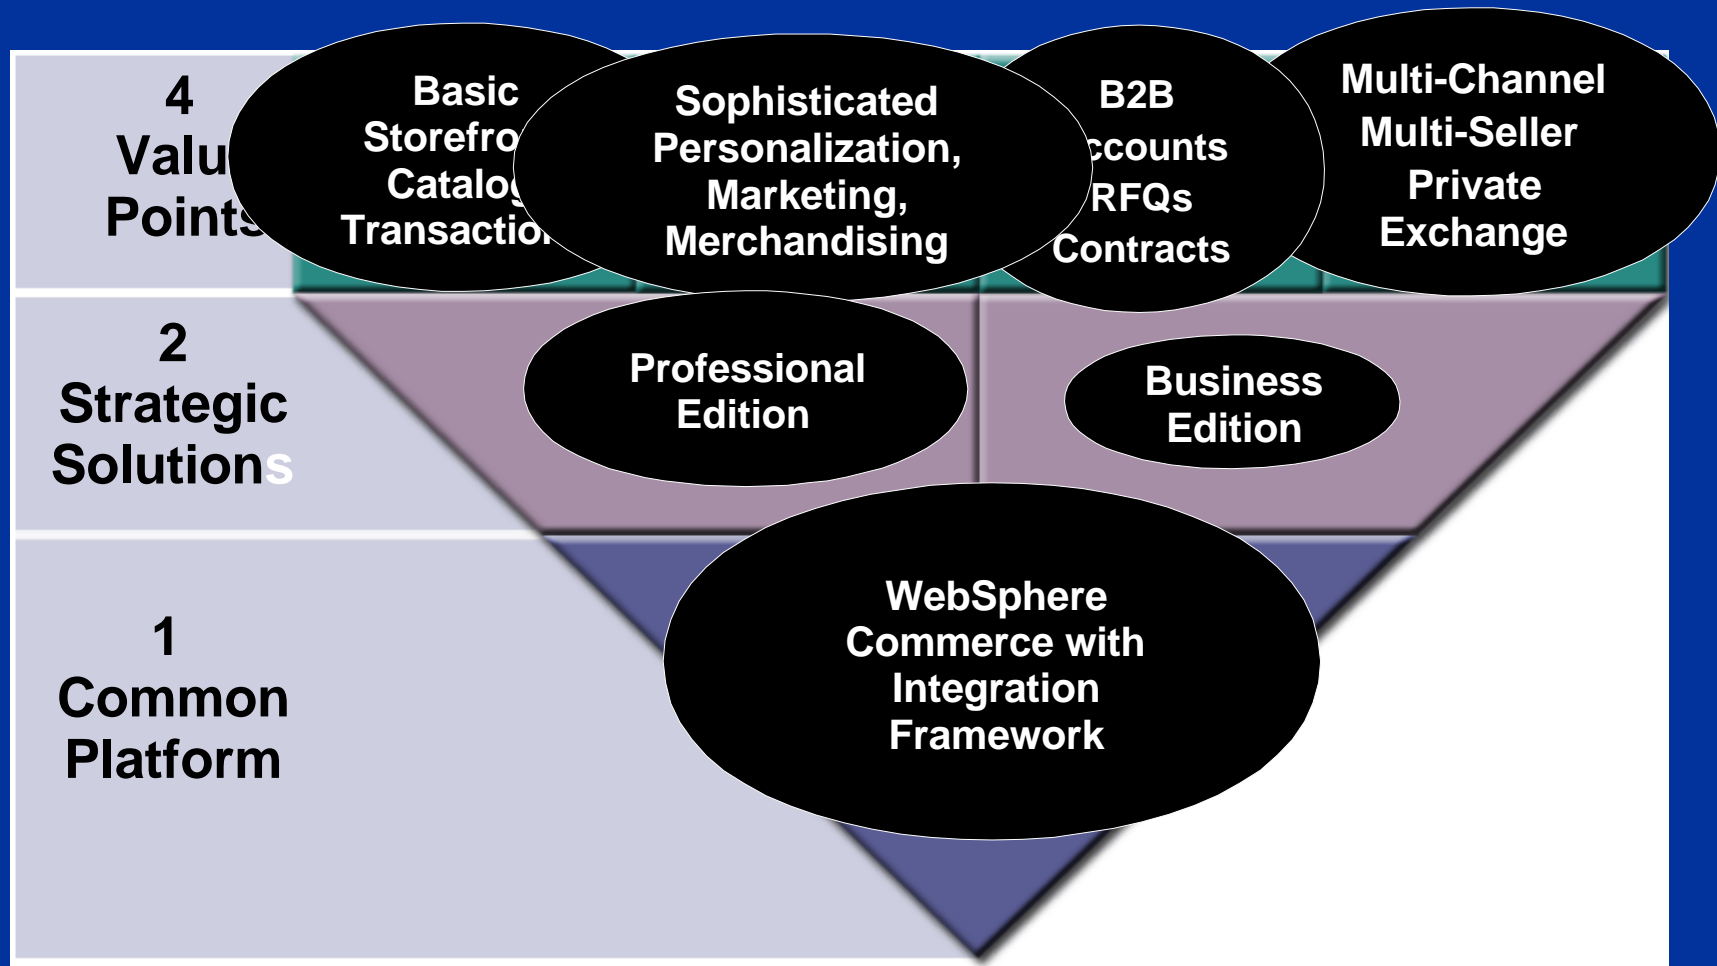 4
Valu
Points
Basic
Storefro
Catalog
Transaction
Sophisticated
Personalization,
Marketing,
Merchandising
B2B
ccounts
RFQs
Contracts
Multi-Channel
Multi-Seller
Private
Exchange
2
Strategic
Solutions
Professional
Edition
Business
Edition
1
Common
Platform
WebSphere
Commerce with
Integration
Framework